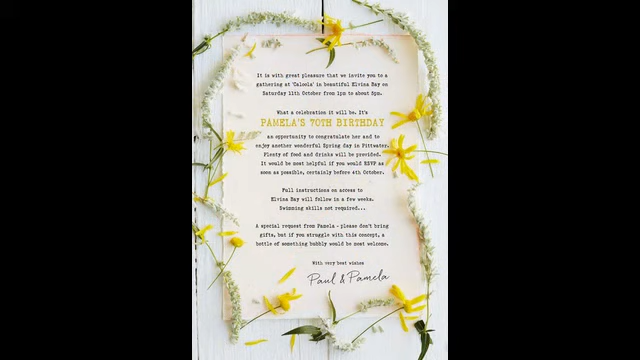 It is with great pleasure that we invite you to a
gathering at 'Caloola' in beautiful Elvina Bay on
Saturday 11th October from 1pm to about 5pm.
What a celebration it will be. It's
PAMELA'S 70TH BIRTHDAY
as an opportunity to congratulate her and to
enjoy another wonderful Spring day in Pittwater.
Plenty of food and drinks will be provided.
It would be most helpful if you would RSVP as
soon as possible, certainly before 4th October.
Full instructions on access to
Elvina Bay will follow in a few weeks.
Swimming skills not required...
A special request from Pamela - please don't bring
gifts, but if you struggle with this concept, a
bottle of something bubbly would be most welcome.
With very best wishes
Paul & Pamela